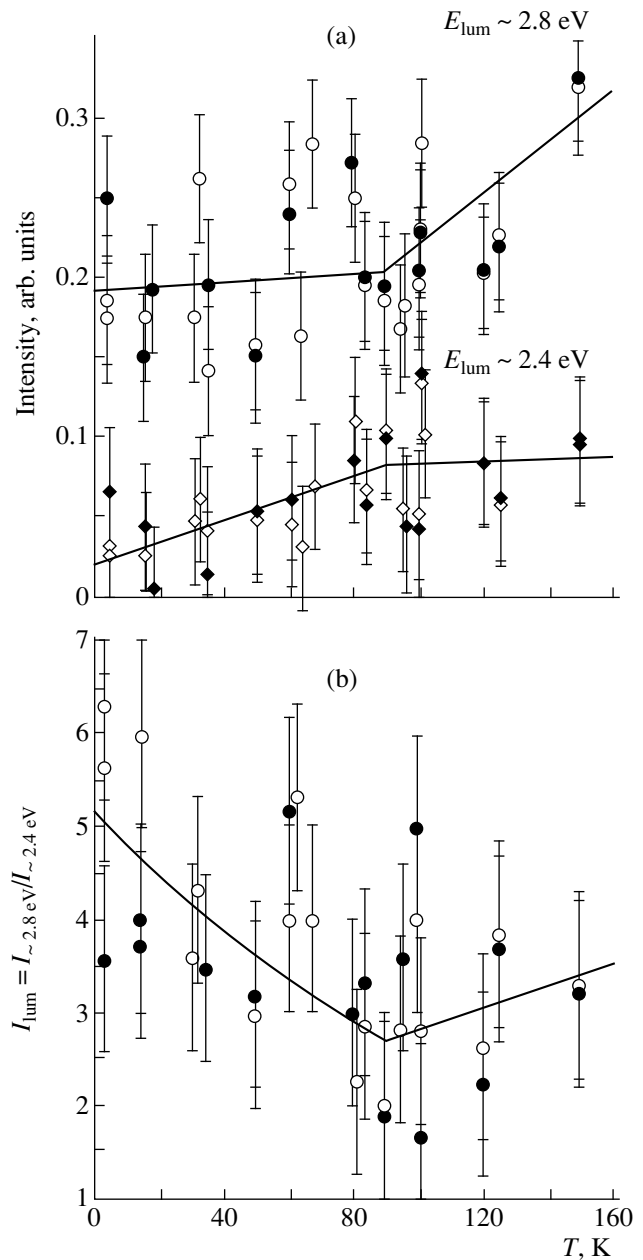 (a)
E_lum ~ 2.8 eV
0.3
0.2
0.1
0
Intensity, arb. units
E_lum ~ 2.4 eV
(b)
7
6
5
4
3
2
1
I_lum = I_~ 2.8 eV/I_~ 2.4 eV
0 40 80 120 160
T, K